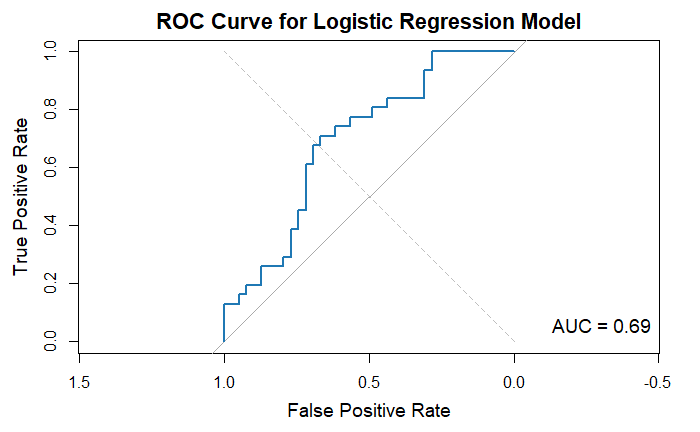 ROC Curve for Logistic Regression Model
True Positive Rate
1.0
0.8
0.6
0.4
0.2
0.0
AUC = 0.69
1.5 1.0 0.5 0.0 -0.5
False Positive Rate